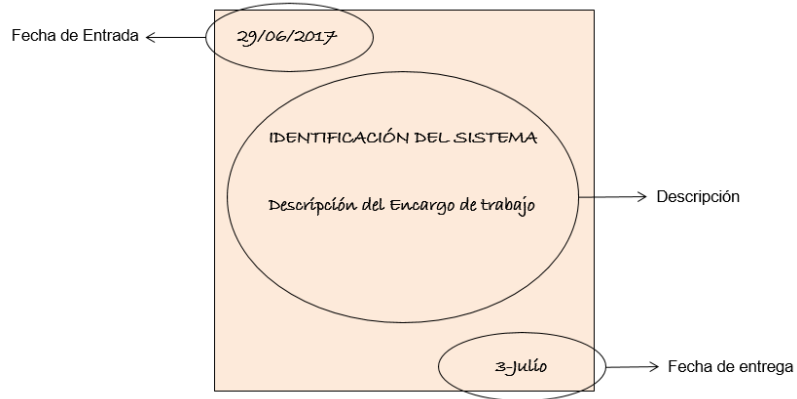 Fecha de Entrada
29/06/2017
IDENTIFICACIÓN DEL SISTEMA
Descripción del Encargo de trabajo
Descripción
3-Julio
Fecha de entrega